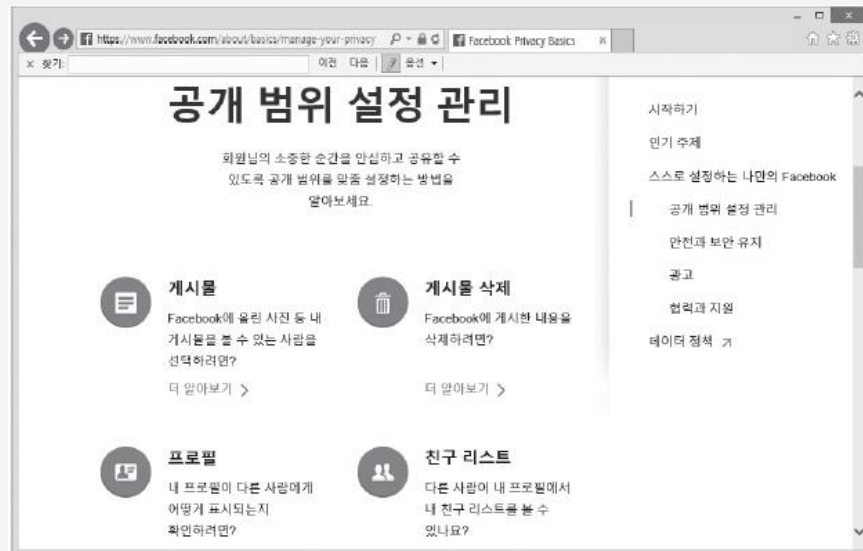 https://www.facebook.com/about/basics/manage-your-privacy
Facebook Privacy Basics
x 찾기:
이전 다음
옵션
공개 범위 설정 관리
회원님의 소중한 순간을 안심하고 공유할 수
있도록 공개 범위를 맞춤 설정하는 방법을
알아보세요.
게시물
Facebook에 올린 사진 등 내
게시물을 볼 수 있는 사람을
선택하려면?
더 알아보기 >
게시물 삭제
Facebook에 게시한 내용을
삭제하려면?
더 알아보기 >
프로필
내 프로필이 다른 사람에게
어떻게 표시되는지
확인하려면?
친구 리스트
다른 사람이 내 프로필에서
내 친구 리스트를 볼 수
있나요?
시작하기
인기 주제
스스로 설정하는 나만의 Facebook
공개 범위 설정 관리
안전과 보안 유지
광고
협력과 지원
데이터 정책